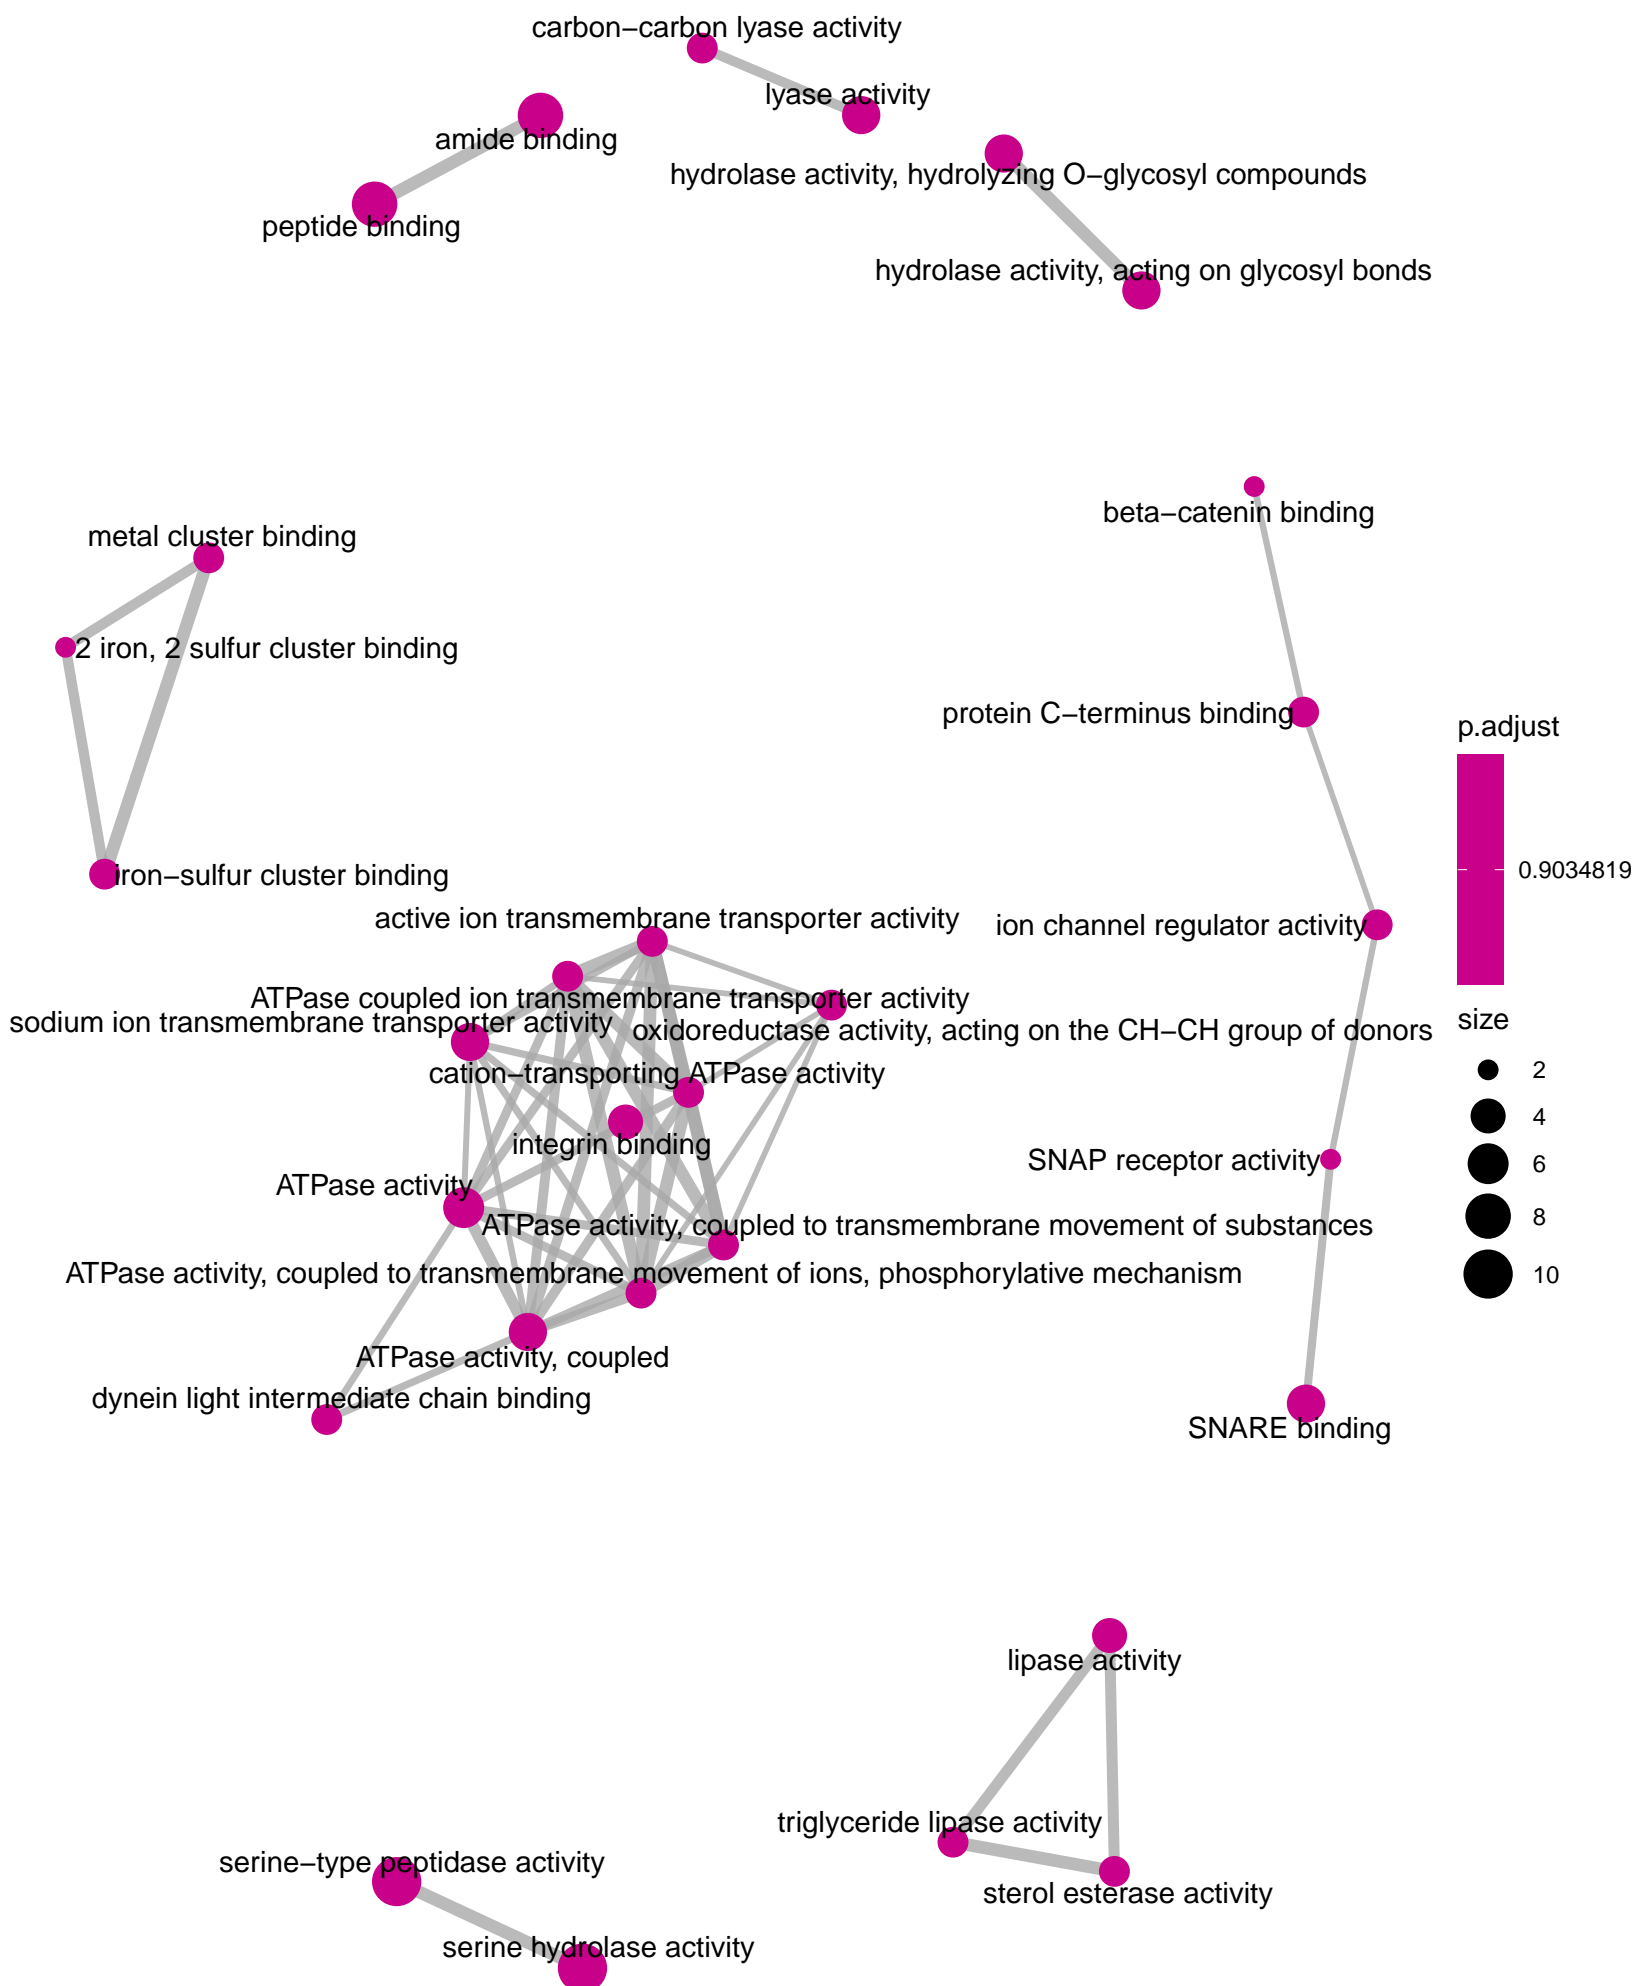 carbon−carbon lyase activity
lyase activity
amide binding
hydrolase activity, hydrolyzing O−glycosyl compounds
peptide binding
hydrolase activity, acting on glycosyl bonds
beta−catenin binding
metal cluster binding
2 iron, 2 sulfur cluster binding
protein C−terminus binding
iron−sulfur cluster binding
active ion transmembrane transporter activity
ion channel regulator activity
ATPase coupled ion transmembrane transporter activity
sodium ion transmembrane transporter activity
oxidoreductase activity, acting on the CH−CH group of donors
cation−transporting ATPase activity
integrin binding
SNAP receptor activity
ATPase activity
ATPase activity, coupled to transmembrane movement of substances
ATPase activity, coupled to transmembrane movement of ions, phosphorylative mechanism
ATPase activity, coupled
dynein light intermediate chain binding
SNARE binding
lipase activity
triglyceride lipase activity
sterol esterase activity
serine−type peptidase activity
serine hydrolase activity
p.adjust
0.9034819
size
2
4
6
8
10